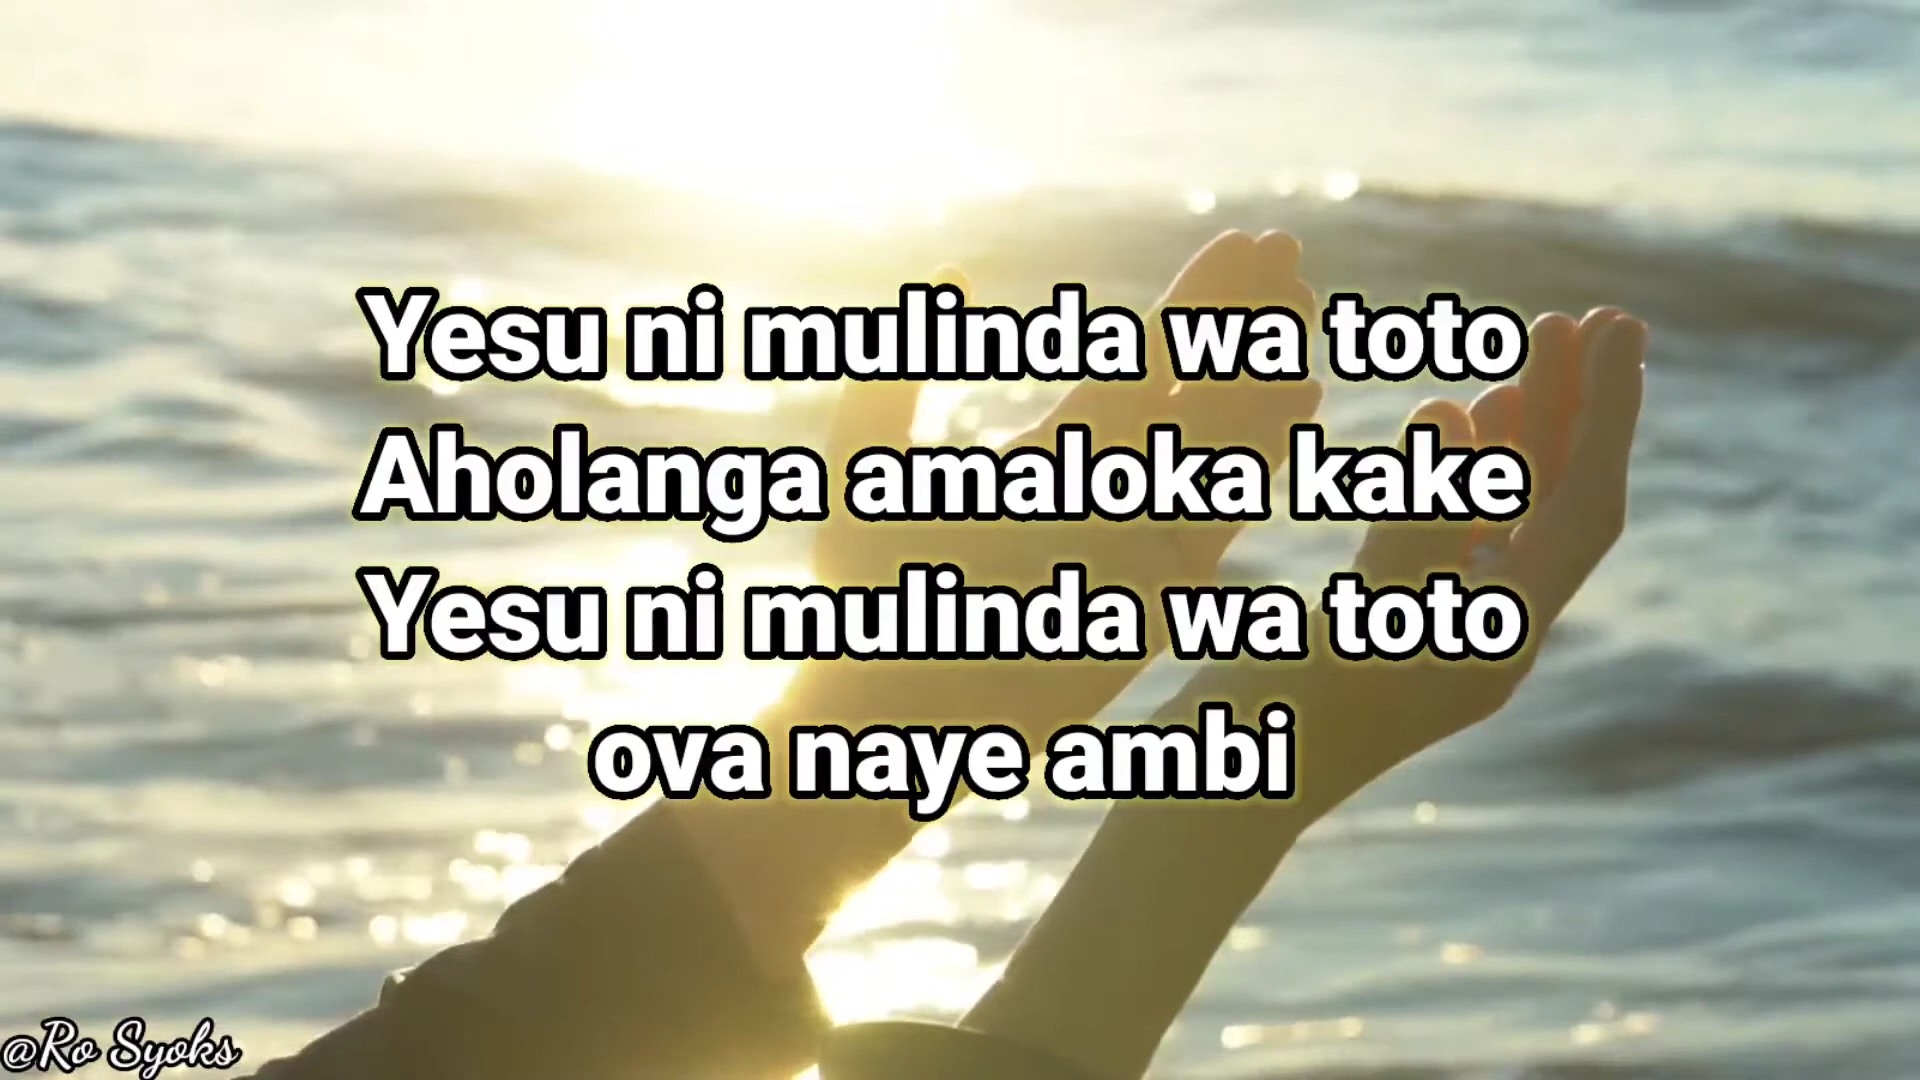 Yesu ni mulinda wa toto
Aholanga amaloka kake
Yesu ni mulinda wa toto
ova naye ambi
@Ro Syoks